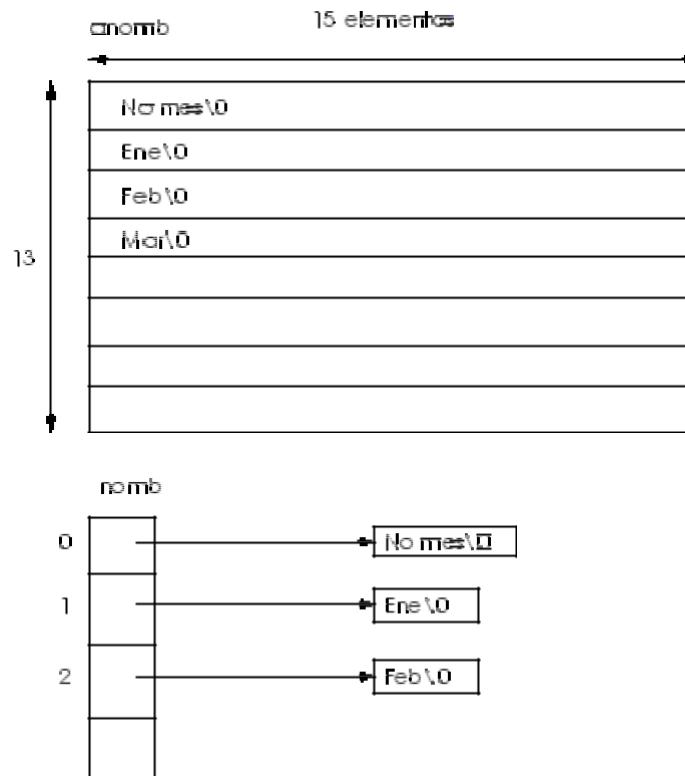 anomb
15 elementos
No mes\0
Ene\0
Feb\0
Mar\0
13
nomb
0
No mes\0
1
Ene\0
2
Feb\0